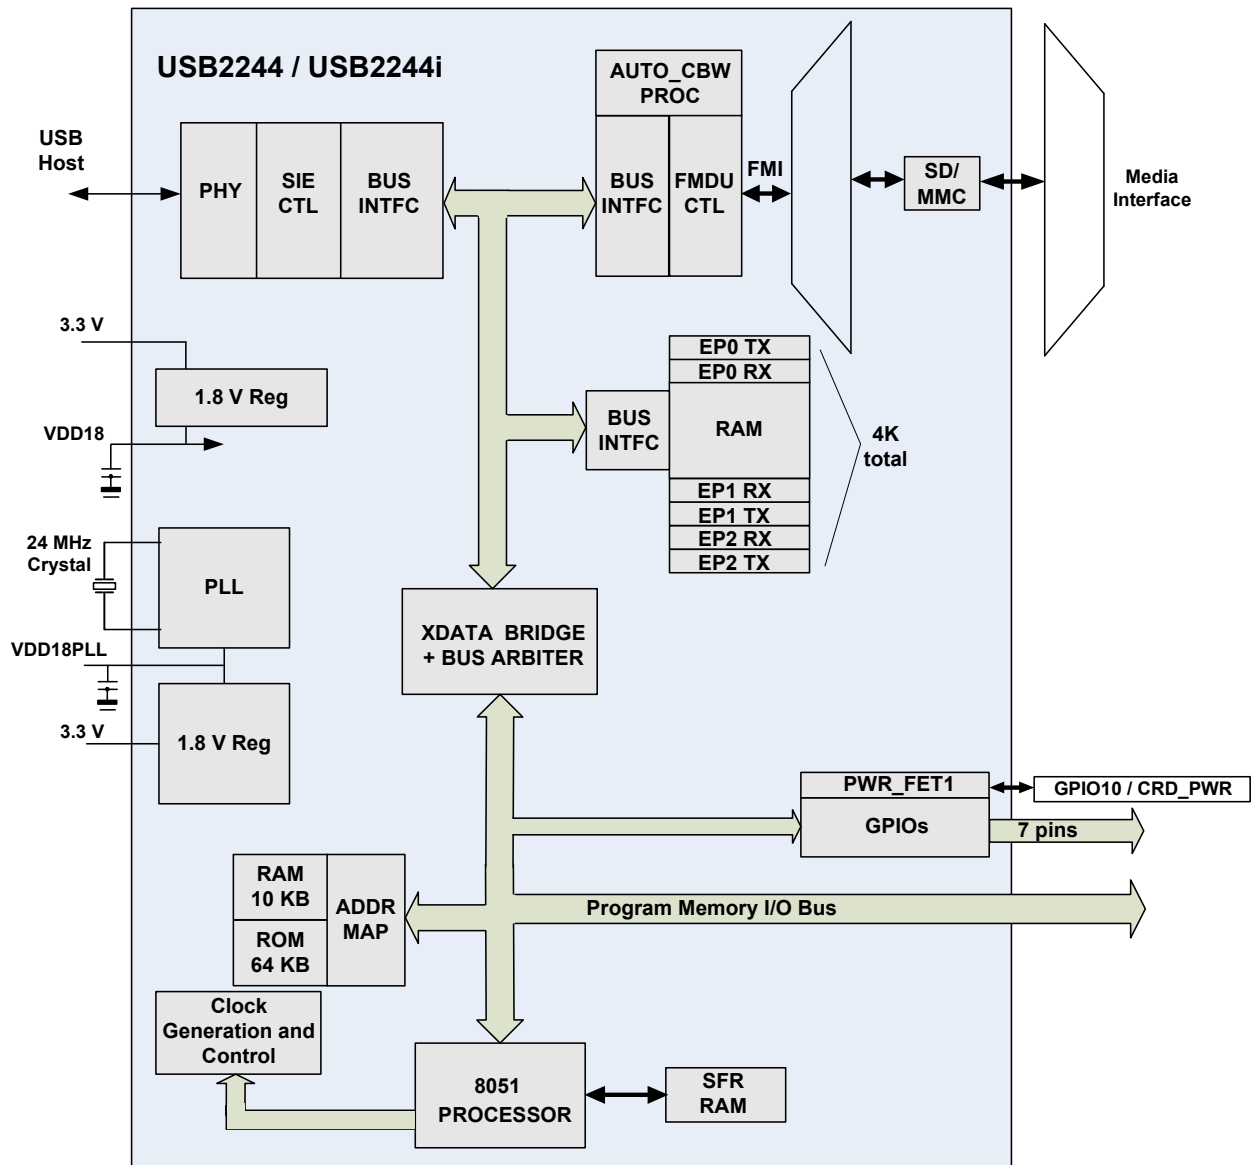 USB2244 / USB2244i
USB
Host
PHY
SIE
CTL
BUS
INTFC
AUTO_CBW
PROC
BUS
INTFC
FMDU
CTL
FMI
SD/
MMC
Media
Interface
3.3 V
1.8 V Reg
VDD18
EP0 TX
EP0 RX
RAM
BUS
INTFC
EP1 RX
EP1 TX
EP2 RX
EP2 TX
4K
total
24 MHz
Crystal
PLL
VDD18PLL
3.3 V
1.8 V Reg
XDATA BRIDGE
+ BUS ARBITER
PWR_FET1
GPIOs
GPIO10 / CRD_PWR
7 pins
RAM
10 KB
ROM
64 KB
ADDR
MAP
Program Memory I/O Bus
Clock
Generation and
Control
8051
PROCESSOR
SFR
RAM